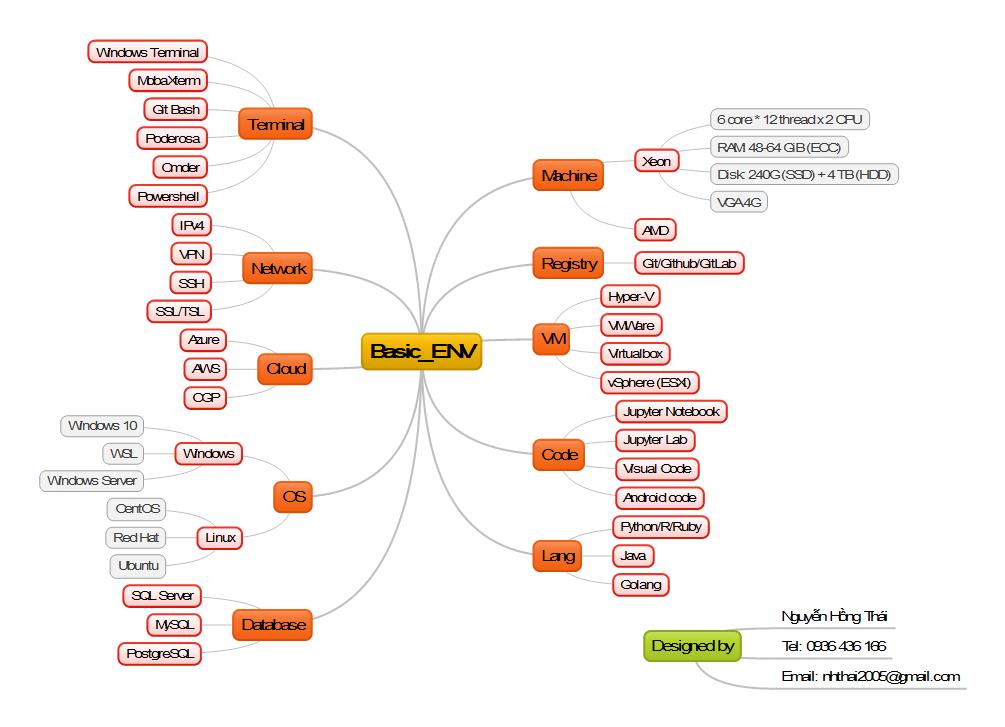 Basic_ENV
Terminal
Windows Terminal
MobaXterm
Git Bash
Poderosa
Cmder
Powershell
Network
IPv4
VPN
SSH
SSL/TSL
Cloud
Azure
AWS
CGP
OS
Windows
Windows 10
WSL
Windows Server
Linux
CentOS
Red Hat
Ubuntu
Database
SQL Server
MySQL
PostgreSQL
Machine
Xeon
6 core * 12 thread x 2 CPU
RAM: 48-64 GiB (ECC)
Disk: 240G (SSD) + 4 TB (HDD)
VGA 4G
AMD
Registry
Git/Github/GitLab
VM
Hyper-V
VMWare
Virtualbox
vSphere (ESXi)
Code
Jupyter Notebook
Jupyter Lab
Visual Code
Android code
Lang
Python/R/Ruby
Java
Golang
Designed by
Nguyễn Hồng Thái
Tel: 0936 436 166
Email: nhthai2005@gmail.com